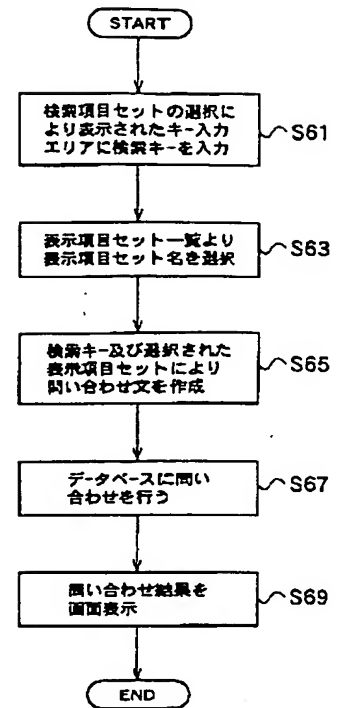 START
検索項目セットの選択に
より表示されたキー入力
エリアに検索キーを入力
S61
表示項目セット一覧より
表示項目セット名を選択
S63
検索キー及び選択された
表示項目セットにより
問い合わせ文を作成
S65
データベースに問い
合わせを行う
S67
問い合わせ結果を
画面表示
S69
END